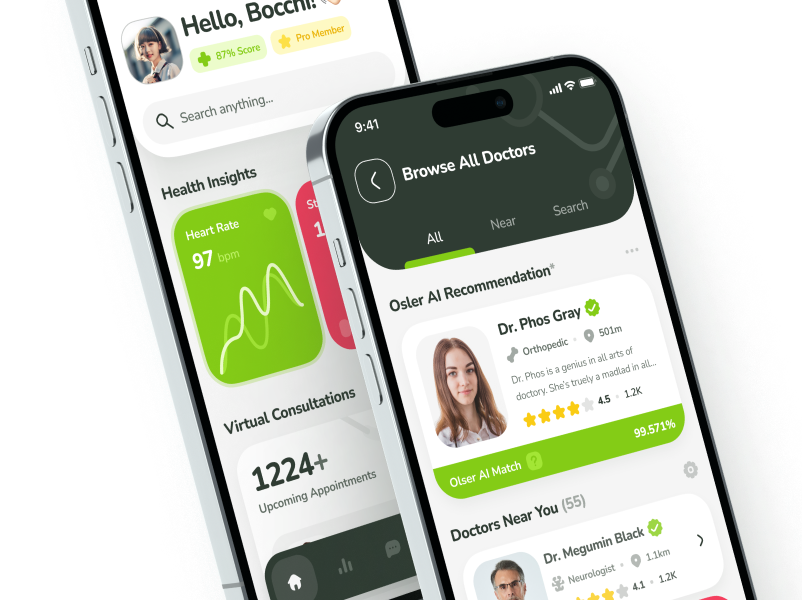 Hello, Bocchi!
87% Score
Pro Member
Search anything...
Health Insights
Heart Rate
97 bpm
St
1
Virtual Consultations
1224+
Upcoming Appointments
9:41
Browse All Doctors
All
Near
Search
Osler AI Recommendation*
Dr. Phos Gray
Orthopedic
501m
Dr. Phos is a genius in all arts of
doctory. She's truely a madlad in all...
4.5
1.2K
Olser AI Match ?
99.571%
Doctors Near You (55)
Dr. Megumin Black
Neurologist
1.1km
4.1
1.2K